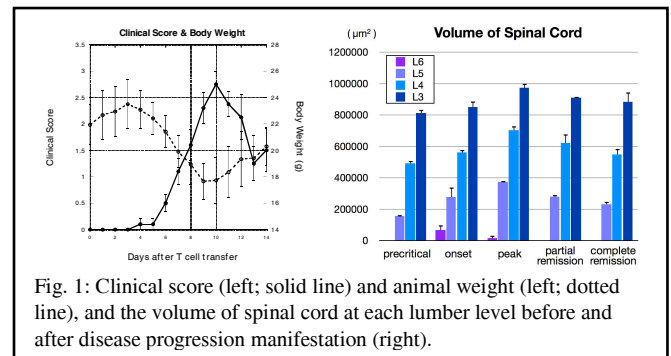 Clinical Score & Body Weight
3.5
3
2.5
2
1.5
1
0.5
0
Clinical Score
28
26
24
22
20
18
16
14
Body Weight (g)
0 2 4 6 8 10 12 14
Days after T cell transfer
(μm²)
Volume of Spinal Cord
1200000
1000000
800000
600000
400000
200000
0
L6
L5
L4
L3
precritical
onset
peak
partial
remission
complete
remission
Fig. 1: Clinical score (left; solid line) and animal weight (left; dotted
line), and the volume of spinal cord at each lumber level before and
after disease progression manifestation (right).